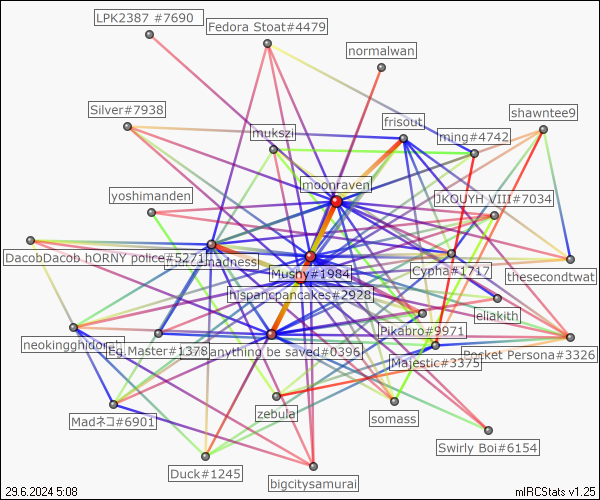 LPK2387 #7690
Fedora Stoat#4479
normalwan
Silver#7938
frisout
shawntee9
mukszi
ming#4742
moonraven
yoshimanden
JKOUYH VIII#7034
DacobDacob hORNY police#5271
madness
Mushy#1984
Cypha#1717
thesecondtwat
hispancpancakes#2928
eliakith
neokingghidor
Eg.Master#1378
anything be saved#0396
Pikabro#9971
Majestic#3375
Pocket Persona#3326
Madネコ#6901
zebula
somass
Swirly Boi#6154
Duck#1245
bigcitysamurai
29.6.2024 5:08
mIRCStats v1.25